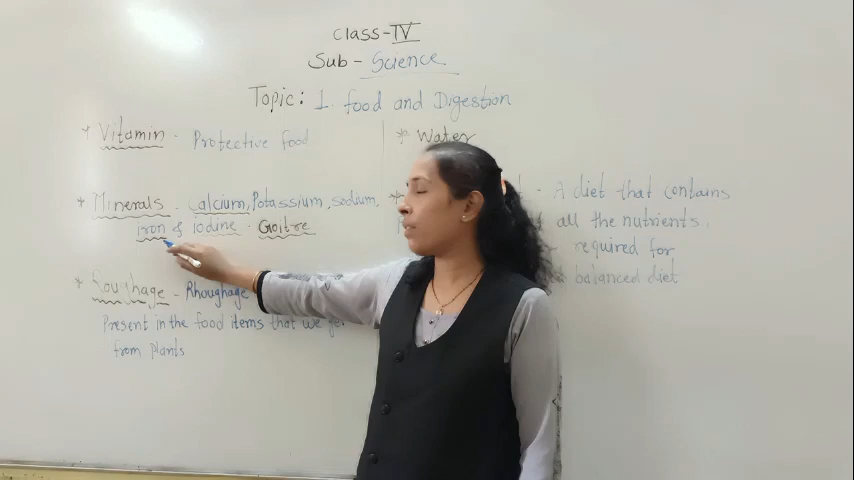 Class-IV
Sub - Science
Topic: 1. food and Digestion
* Vitamin - Protective food
* Minerals - Calcium, Potassium, sodium,
iron & Iodine - Goitre
* Roughage - Rhoughage
Present in the food items that we ge
from plants
* Water
* t - A diet that contains
all the nutrients,
required for
balanced diet